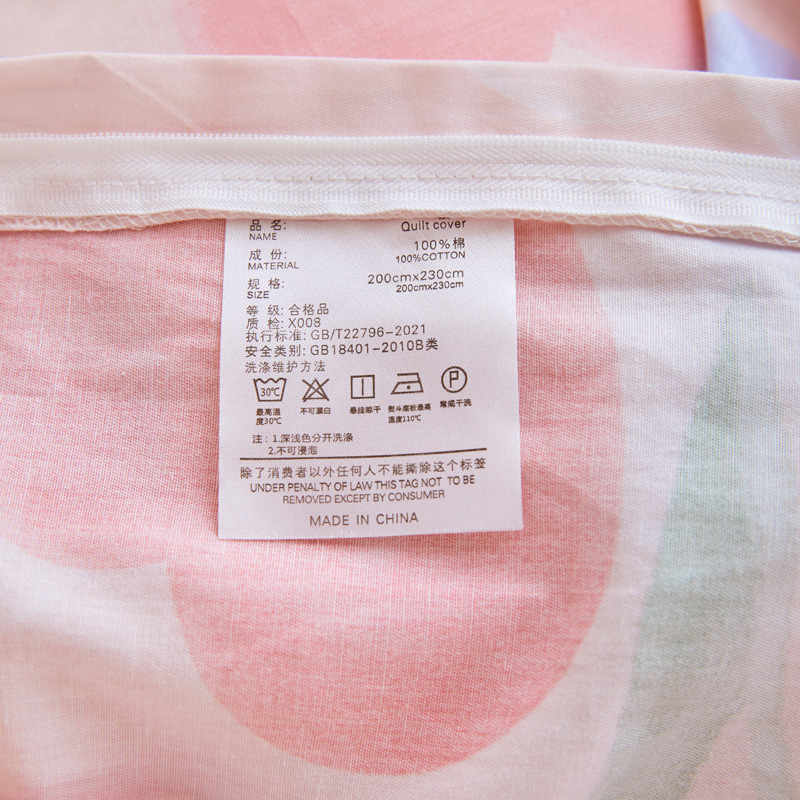 品 名:
NAME
Quilt cover
成 份:
MATERIAL
100%棉
100%COTTON
规 格:
SIZE
200cmx230cm
200cmx230cm
等 级:合格品
质 检: X008
执行标准: GB/T22796-2021
安全类别: GB18401-2010B类
洗涤维护方法
30℃
P
最高温度30℃
不可漂白
悬挂晾干
熨斗底板最高温度110℃
常规干洗
注: 1.深浅色分开洗涤
2.不可浸泡
除了消费者以外任何人不能撕除这个标签
UNDER PENALTY OF LAW THIS TAG NOT TO BE
REMOVED EXCEPT BY CONSUMER
MADE IN CHINA